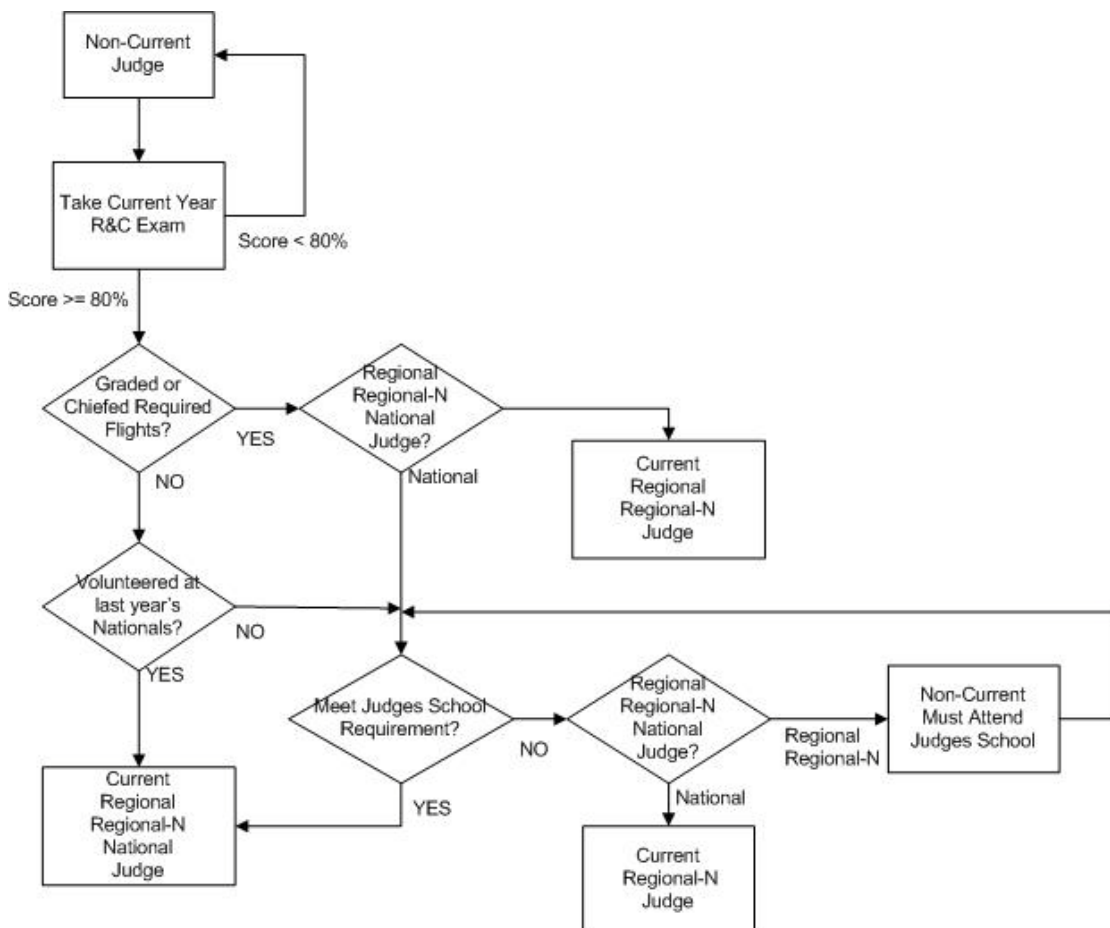 Non-Current
Judge
Take Current Year
R&C Exam
Score < 80%
Score >= 80%
Graded or
Chiefed Required
Flights?
YES
NO
Regional
Regional-N
National
Judge?
National
Current
Regional
Regional-N
Judge
Volunteered at
last year's
Nationals?
NO
YES
Meet Judges School
Requirement?
NO
YES
Regional
Regional-N
National
Judge?
Regional
Regional-N
National
Non-Current
Must Attend
Judges School
Current
Regional
Regional-N
National
Judge
Current
Regional-N
Judge